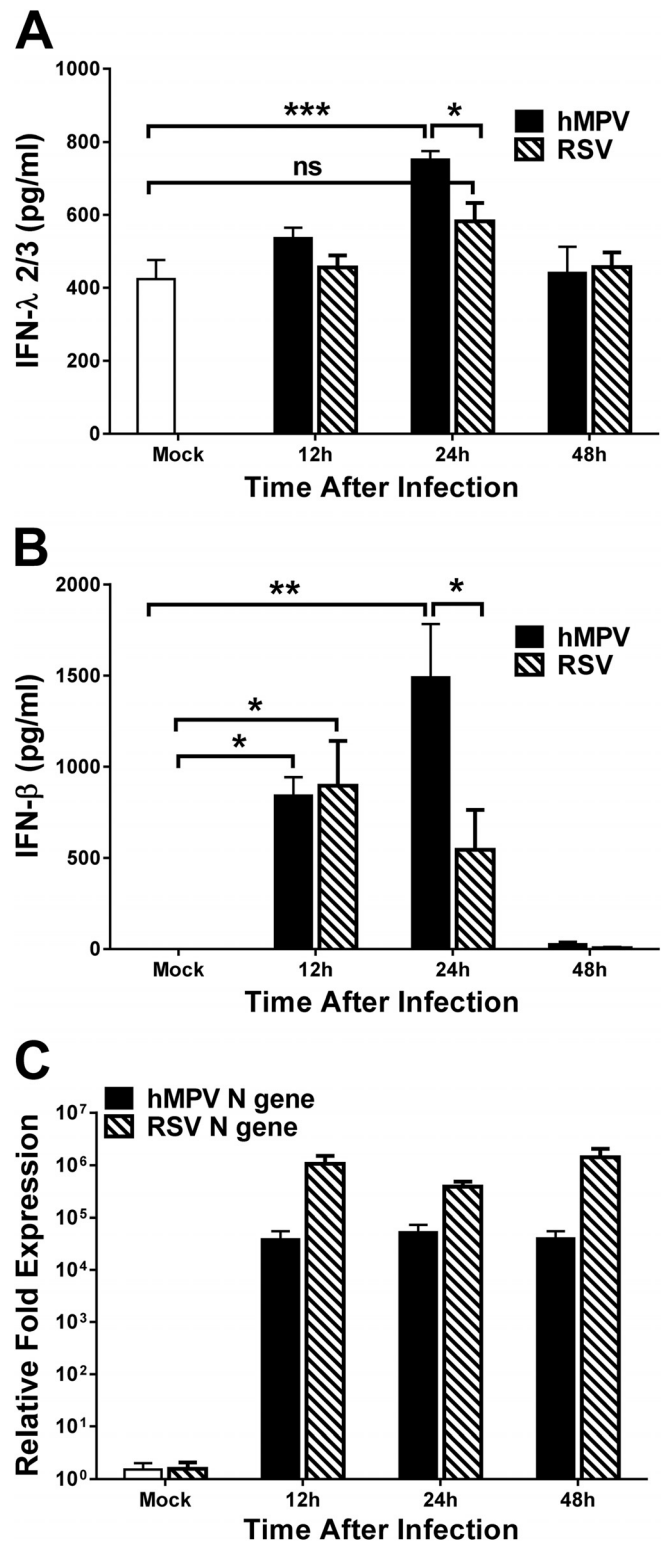 A
IFN-λ 2/3 (pg/ml)
1000
800
600
400
200
0
***
*
ns
hMPV
RSV
Mock 12h 24h 48h
Time After Infection
B
IFN-β (pg/ml)
2000
1500
1000
500
0
**
*
*
*
hMPV
RSV
Mock 12h 24h 48h
Time After Infection
C
hMPV N gene
RSV N gene
Relative Fold Expression
10⁷
10⁶
10⁵
10⁴
10³
10²
10¹
10⁰
Mock 12h 24h 48h
Time After Infection